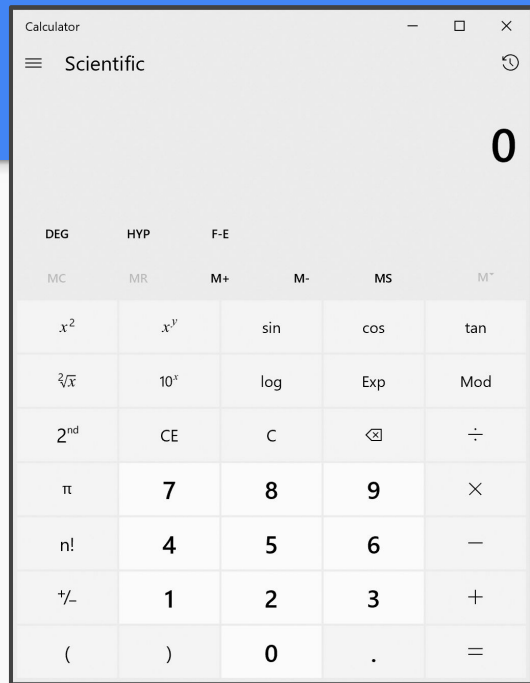 Calculator
Scientific
0
DEG HYP F-E
MC MR M+ M- MS M˅
x² xʸ sin cos tan
²√x 10ˣ log Exp Mod
2ⁿᵈ CE C ÷
π 7 8 9 ×
n! 4 5 6 −
+/− 1 2 3 +
( ) 0 . =